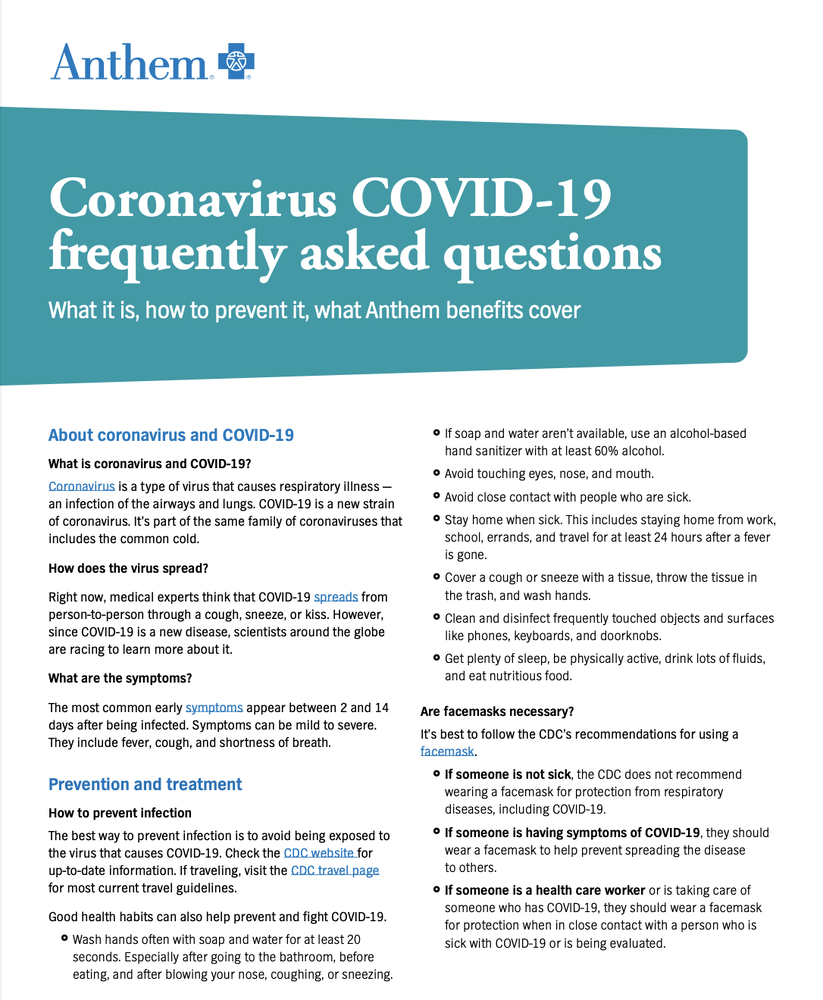 Anthem
Coronavirus COVID-19
frequently asked questions
What it is, how to prevent it, what Anthem benefits cover
About coronavirus and COVID-19
What is coronavirus and COVID-19?
Coronavirus is a type of virus that causes respiratory illness —
an infection of the airways and lungs. COVID-19 is a new strain
of coronavirus. It's part of the same family of coronaviruses that
includes the common cold.
How does the virus spread?
Right now, medical experts think that COVID-19 spreads from
person-to-person through a cough, sneeze, or kiss. However,
since COVID-19 is a new disease, scientists around the globe
are racing to learn more about it.
What are the symptoms?
The most common early symptoms appear between 2 and 14
days after being infected. Symptoms can be mild to severe.
They include fever, cough, and shortness of breath.
Prevention and treatment
How to prevent infection
The best way to prevent infection is to avoid being exposed to
the virus that causes COVID-19. Check the CDC website for
up-to-date information. If traveling, visit the CDC travel page
for most current travel guidelines.
Good health habits can also help prevent and fight COVID-19.
Wash hands often with soap and water for at least 20
seconds. Especially after going to the bathroom, before
eating, and after blowing your nose, coughing, or sneezing.
If soap and water aren't available, use an alcohol-based
hand sanitizer with at least 60% alcohol.
Avoid touching eyes, nose, and mouth.
Avoid close contact with people who are sick.
Stay home when sick. This includes staying home from work,
school, errands, and travel for at least 24 hours after a fever
is gone.
Cover a cough or sneeze with a tissue, throw the tissue in
the trash, and wash hands.
Clean and disinfect frequently touched objects and surfaces
like phones, keyboards, and doorknobs.
Get plenty of sleep, be physically active, drink lots of fluids,
and eat nutritious food.
Are facemasks necessary?
It's best to follow the CDC's recommendations for using a
facemask.
If someone is not sick, the CDC does not recommend
wearing a facemask for protection from respiratory
diseases, including COVID-19.
If someone is having symptoms of COVID-19, they should
wear a facemask to help prevent spreading the disease
to others.
If someone is a health care worker or is taking care of
someone who has COVID-19, they should wear a facemask
for protection when in close contact with a person who is
sick with COVID-19 or is being evaluated.